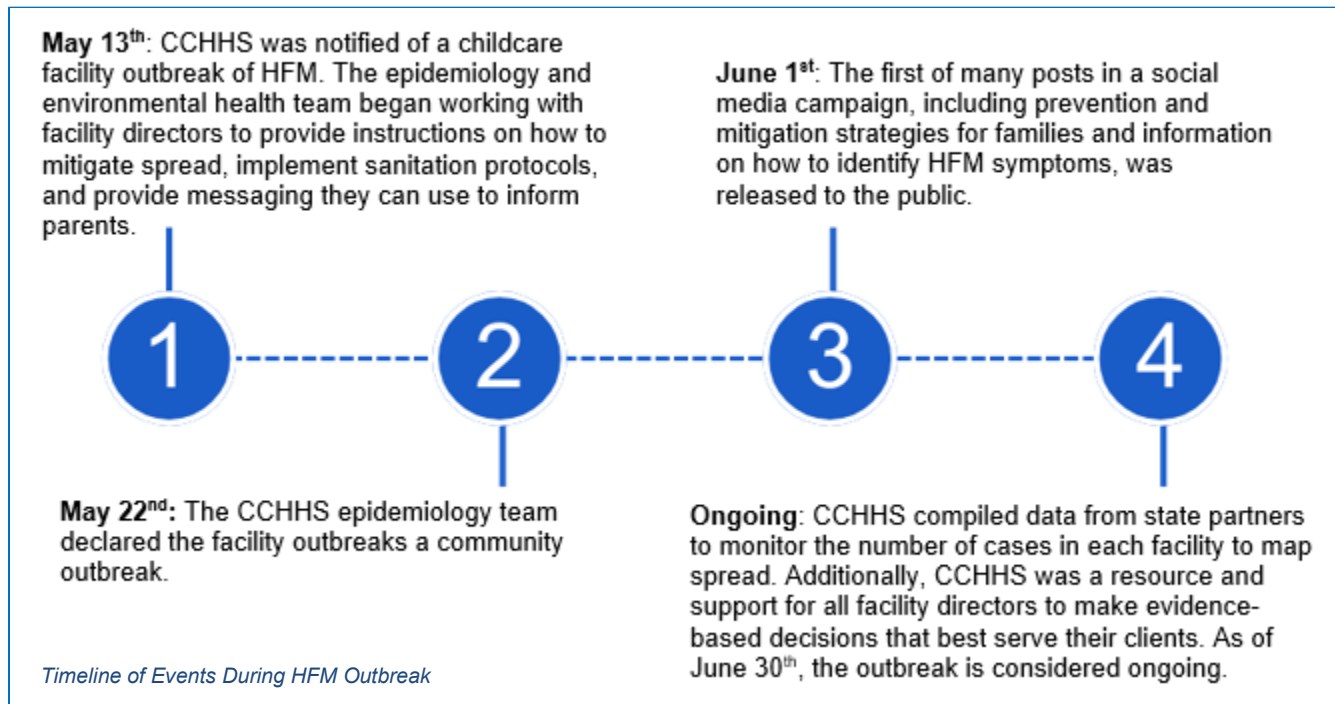 May 13th: CCHHS was notified of a childcare
facility outbreak of HFM. The epidemiology and
environmental health team began working with
facility directors to provide instructions on how to
mitigate spread, implement sanitation protocols,
and provide messaging they can use to inform
parents.
June 1st: The first of many posts in a social
media campaign, including prevention and
mitigation strategies for families and information
on how to identify HFM symptoms, was
released to the public.
1
2
3
4
May 22nd: The CCHHS epidemiology team
declared the facility outbreaks a community
outbreak.
Ongoing: CCHHS compiled data from state partners
to monitor the number of cases in each facility to map
spread. Additionally, CCHHS was a resource and
support for all facility directors to make evidence-
based decisions that best serve their clients. As of
June 30th, the outbreak is considered ongoing.
Timeline of Events During HFM Outbreak